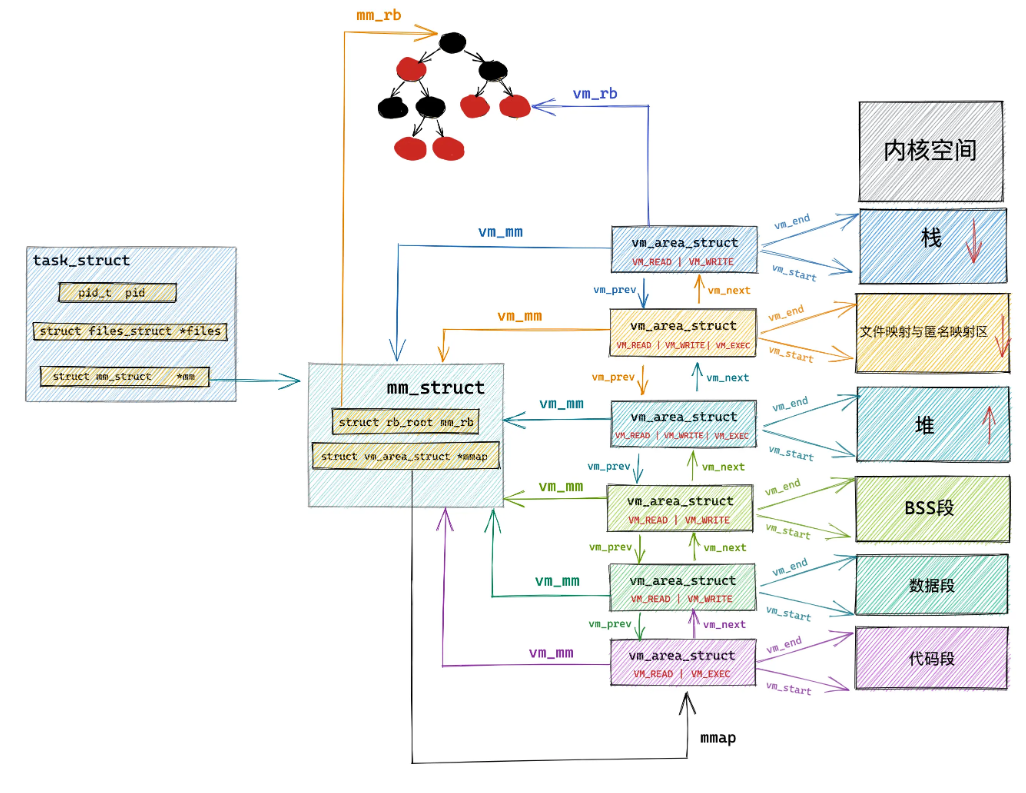 mm_rb
vm_rb
内核空间
vm_mm
vm_area_struct
VM_READ | VM_WRITE
vm_end
vm_start
栈
task_struct
pid_t pid
struct files_struct *files
struct mm_struct *mm
vm_prev
vm_next
vm_mm
vm_area_struct
VM_READ | VM_WRITE| VM_EXEC
vm_end
vm_start
文件映射与匿名映射区
vm_prev
vm_next
mm_struct
struct rb_root mm_rb
struct vm_area_struct *mmap
vm_mm
vm_area_struct
VM_READ | VM_WRITE| VM_EXEC
vm_end
vm_start
堆
vm_prev
vm_next
vm_mm
vm_area_struct
VM_READ | VM_WRITE
vm_end
vm_start
BSS段
vm_prev
vm_next
vm_mm
vm_area_struct
VM_READ | VM_WRITE
vm_end
vm_start
数据段
vm_prev
vm_next
vm_mm
vm_area_struct
VM_READ | VM_EXEC
vm_end
vm_start
代码段
mmap